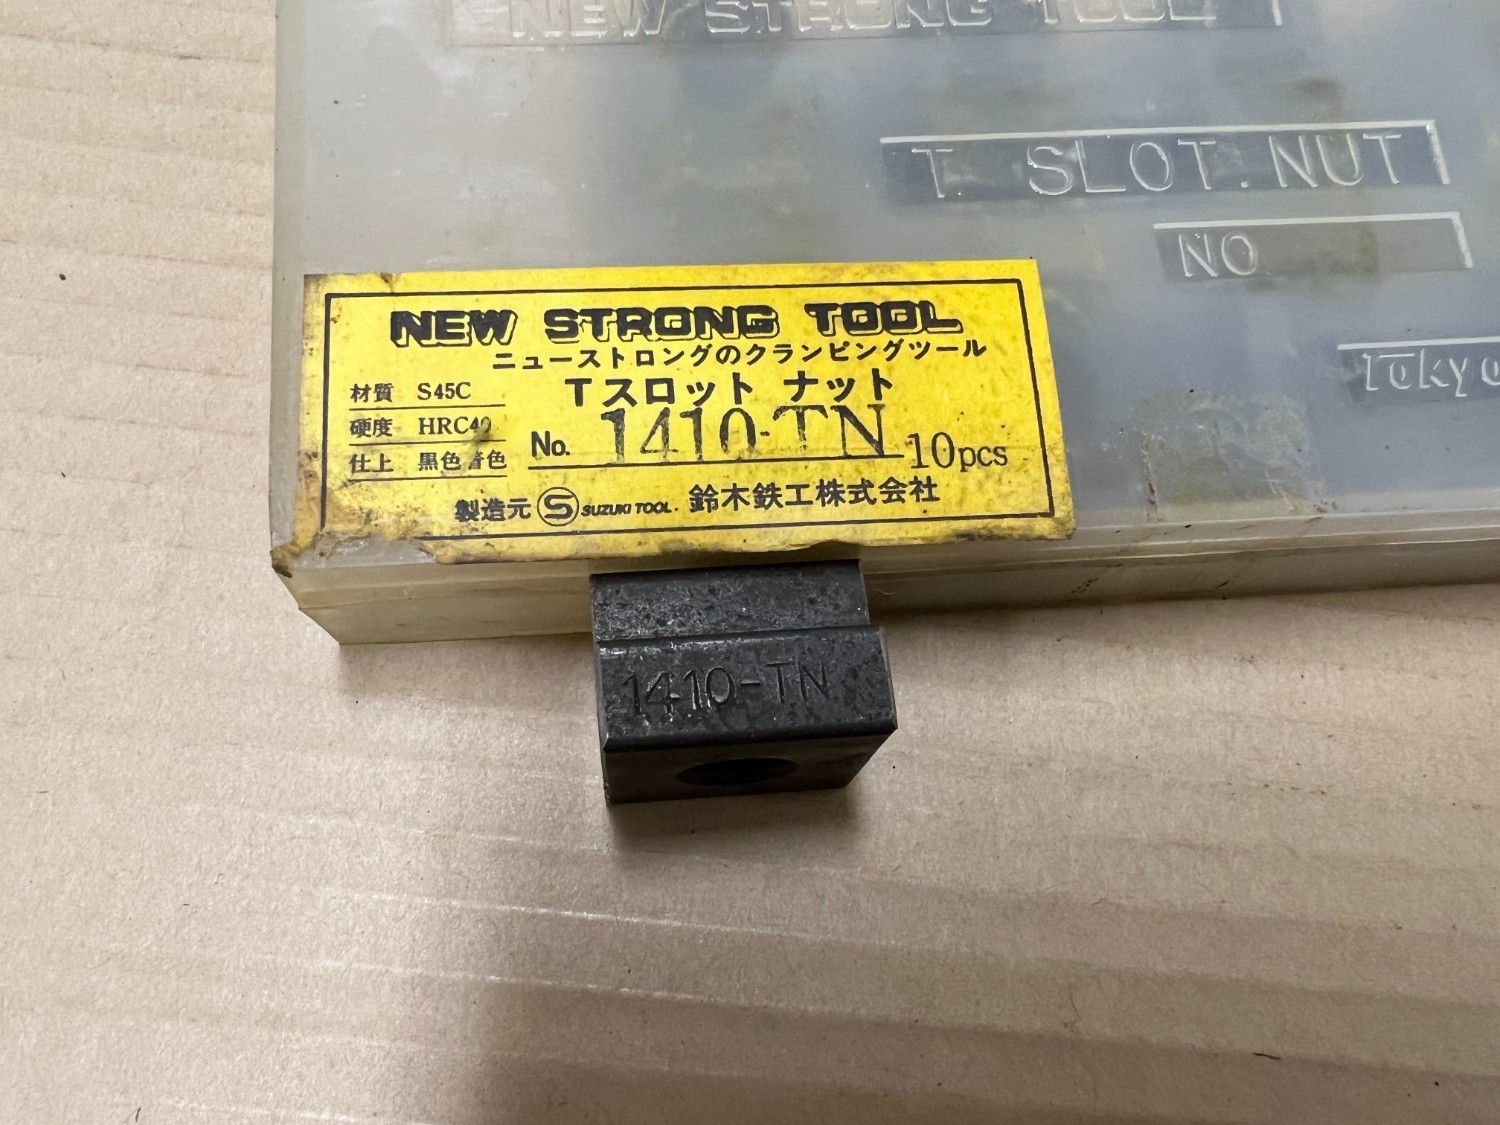 NEW STRONG TOOL
T SLOT.NUT
NO
Tokyo
NEW STRONG TOOL
ニューストロングのクランピングツール
Tスロット ナット
材質 S45C
硬度 HRC40
仕上 黒色青色
No. 1410-TN 10pcs
製造元 S SUZUKI TOOL. 鈴木鉄工株式会社
1410-TN